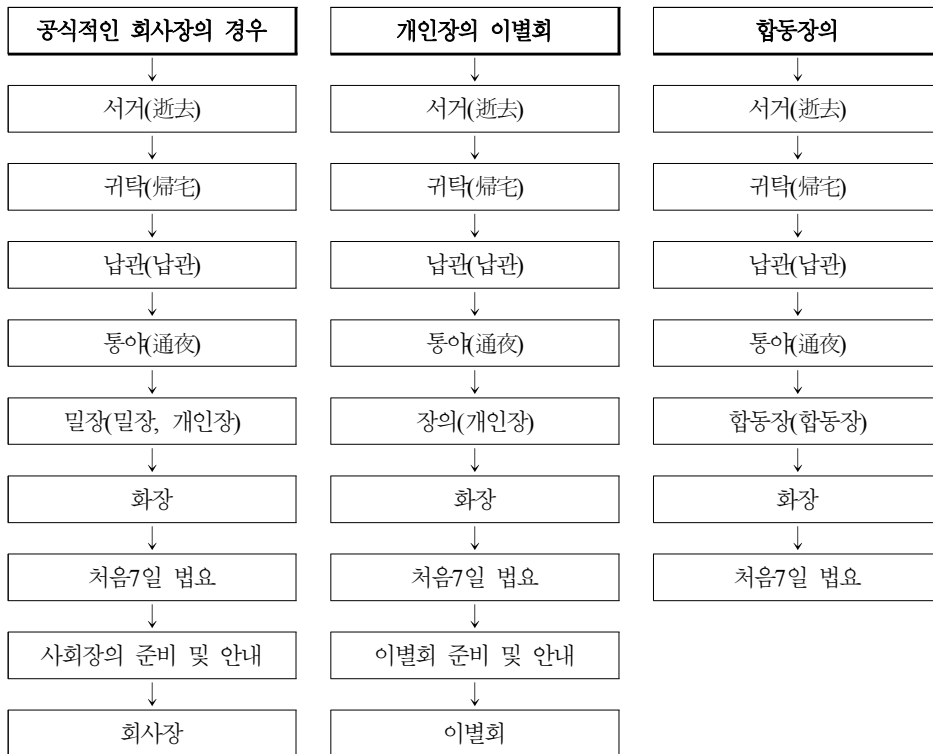 공식적인 회사장의 경우
서거(逝去)
귀탁(帰宅)
납관(납관)
통야(通夜)
밀장(밀장, 개인장)
화장
처음7일 법요
사회장의 준비 및 안내
회사장
개인장의 이별회
서거(逝去)
귀탁(帰宅)
납관(납관)
통야(通夜)
장의(개인장)
화장
처음7일 법요
이별회 준비 및 안내
이별회
합동장의
서거(逝去)
귀탁(帰宅)
납관(납관)
통야(通夜)
합동장(합동장)
화장
처음7일 법요